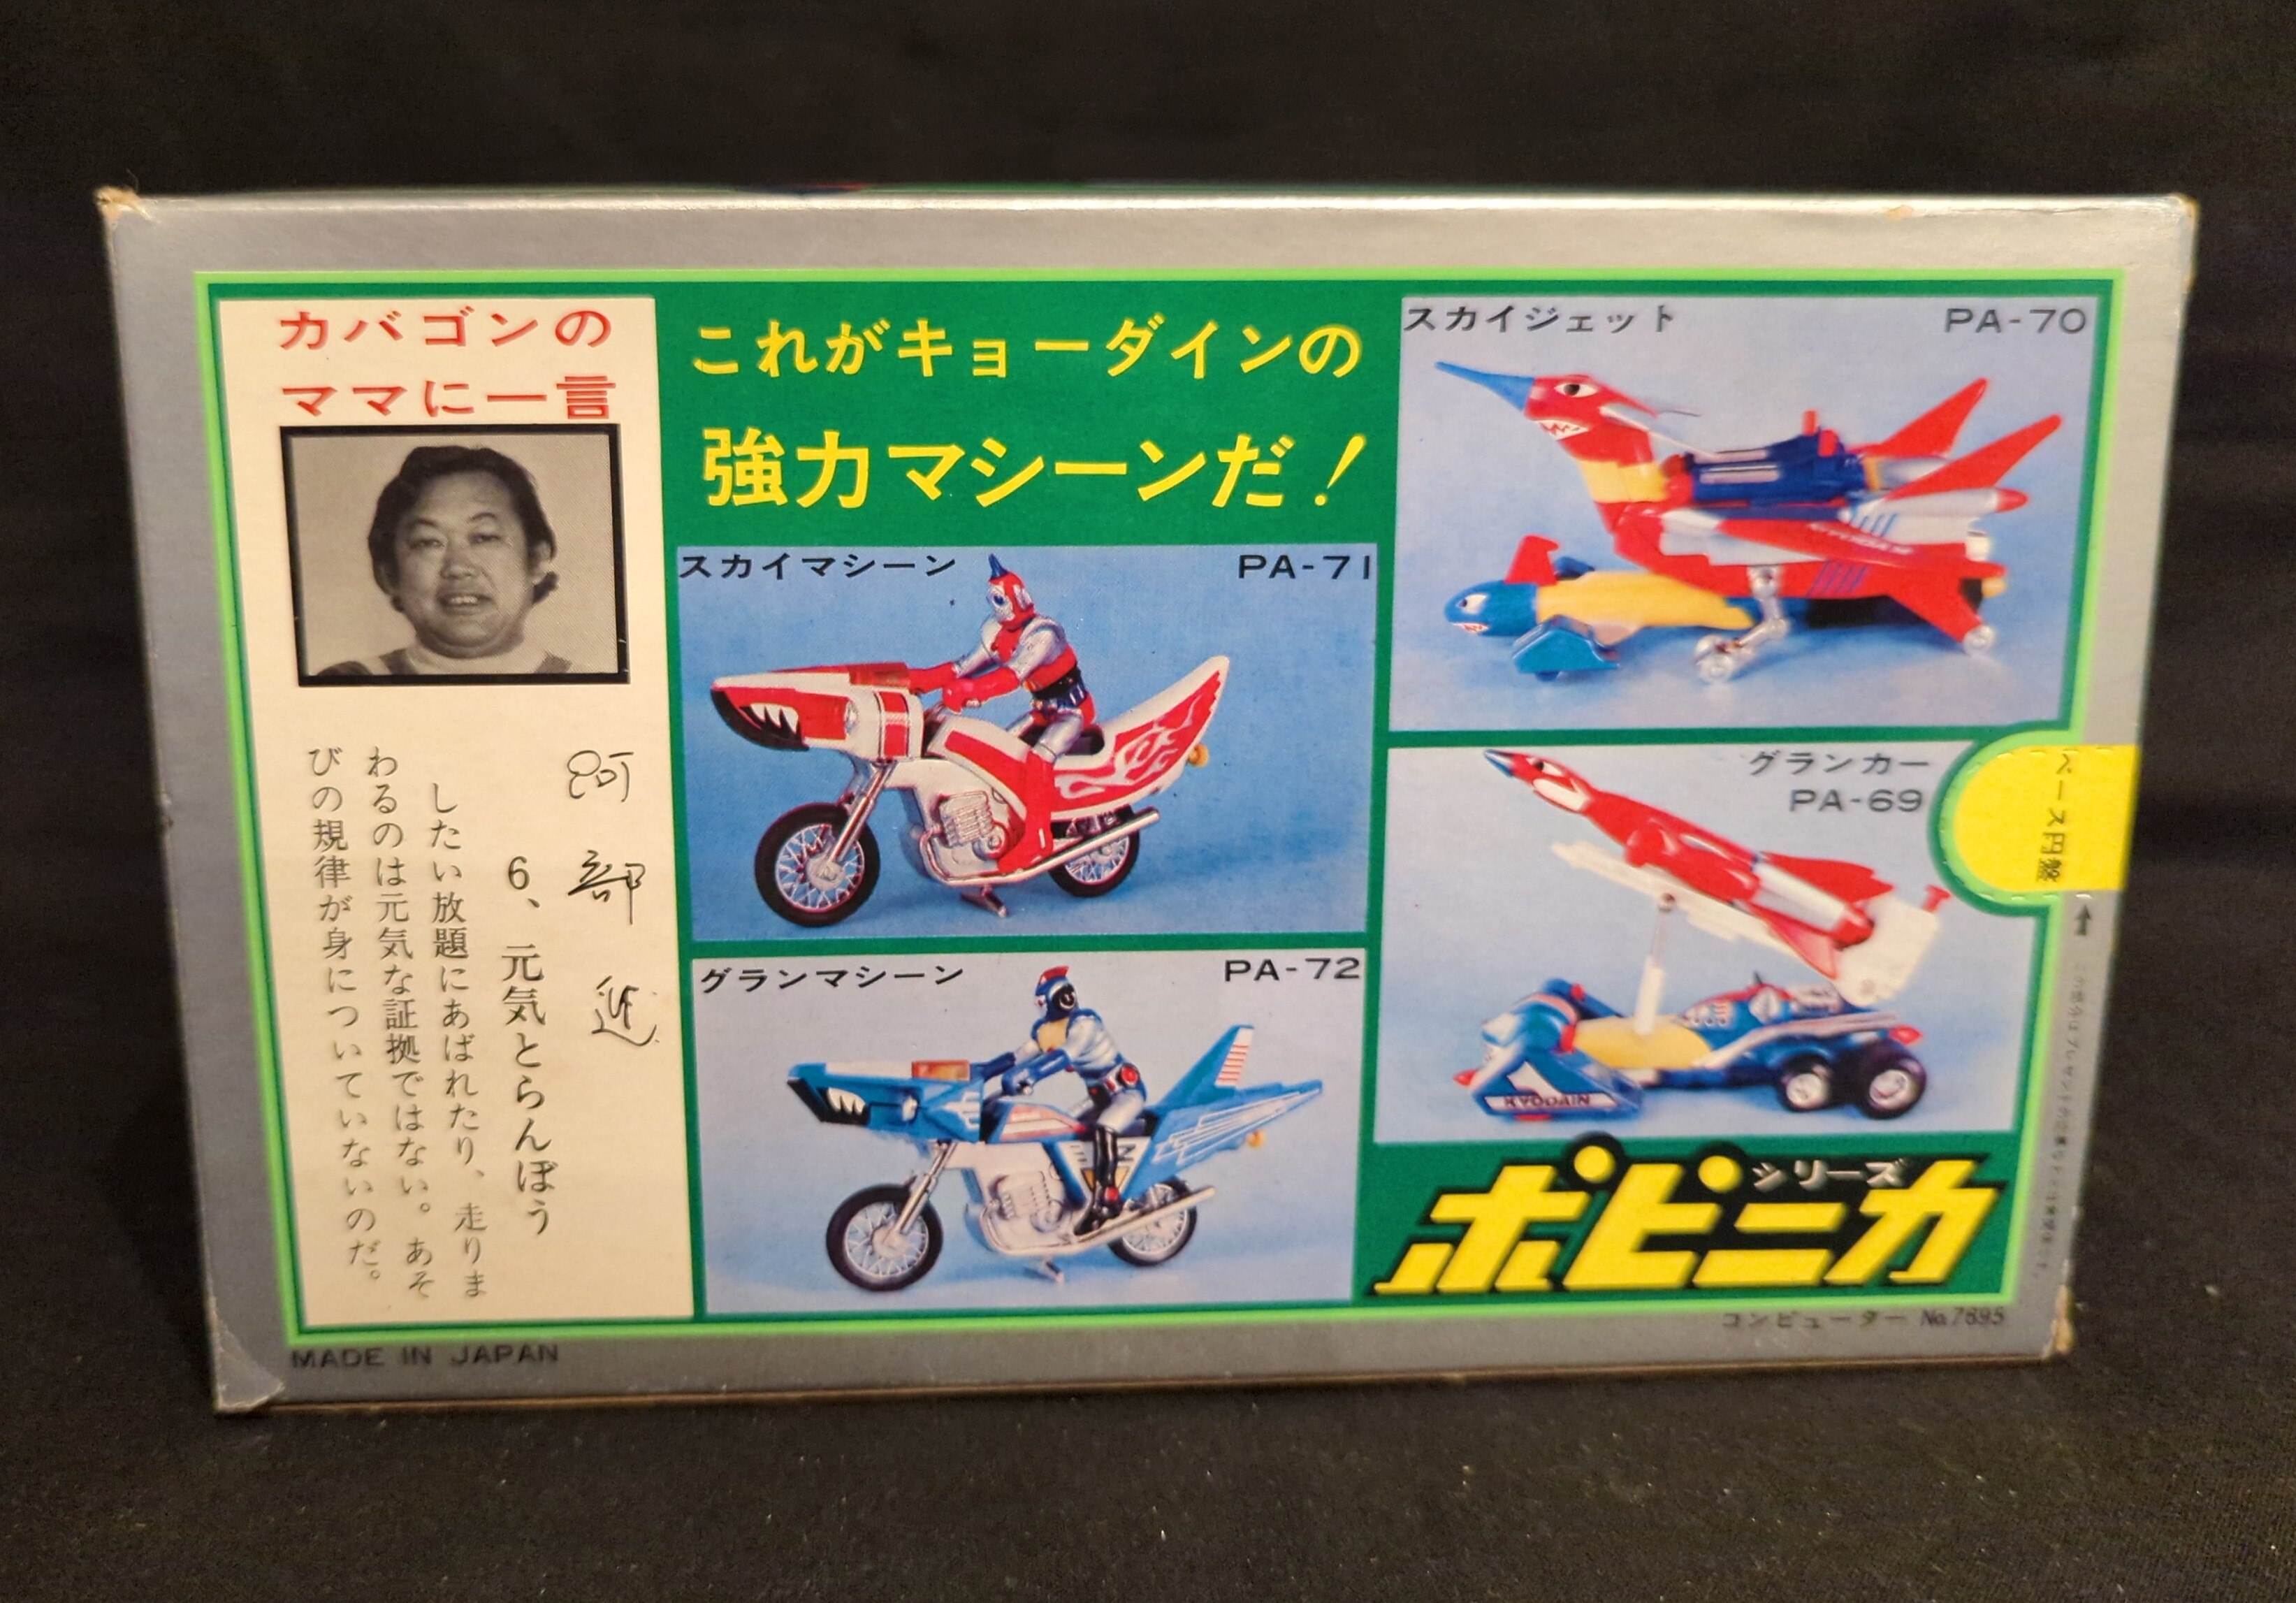 カバゴンの
ママに一言
阿部進
6、元気とらんぼう
したい放題にあばれたり、走りま
わるのは元気な証拠ではない。あそ
びの規律が身についていないのだ。
これがキョーダインの
強力マシーンだ！
スカイマシーン PA-71
グランマシーン PA-72
スカイジェット PA-70
グランカー
PA-69
KYODAIN
ポピニカ
シリーズ
ース円盤
コンピューター No.7695
MADE IN JAPAN